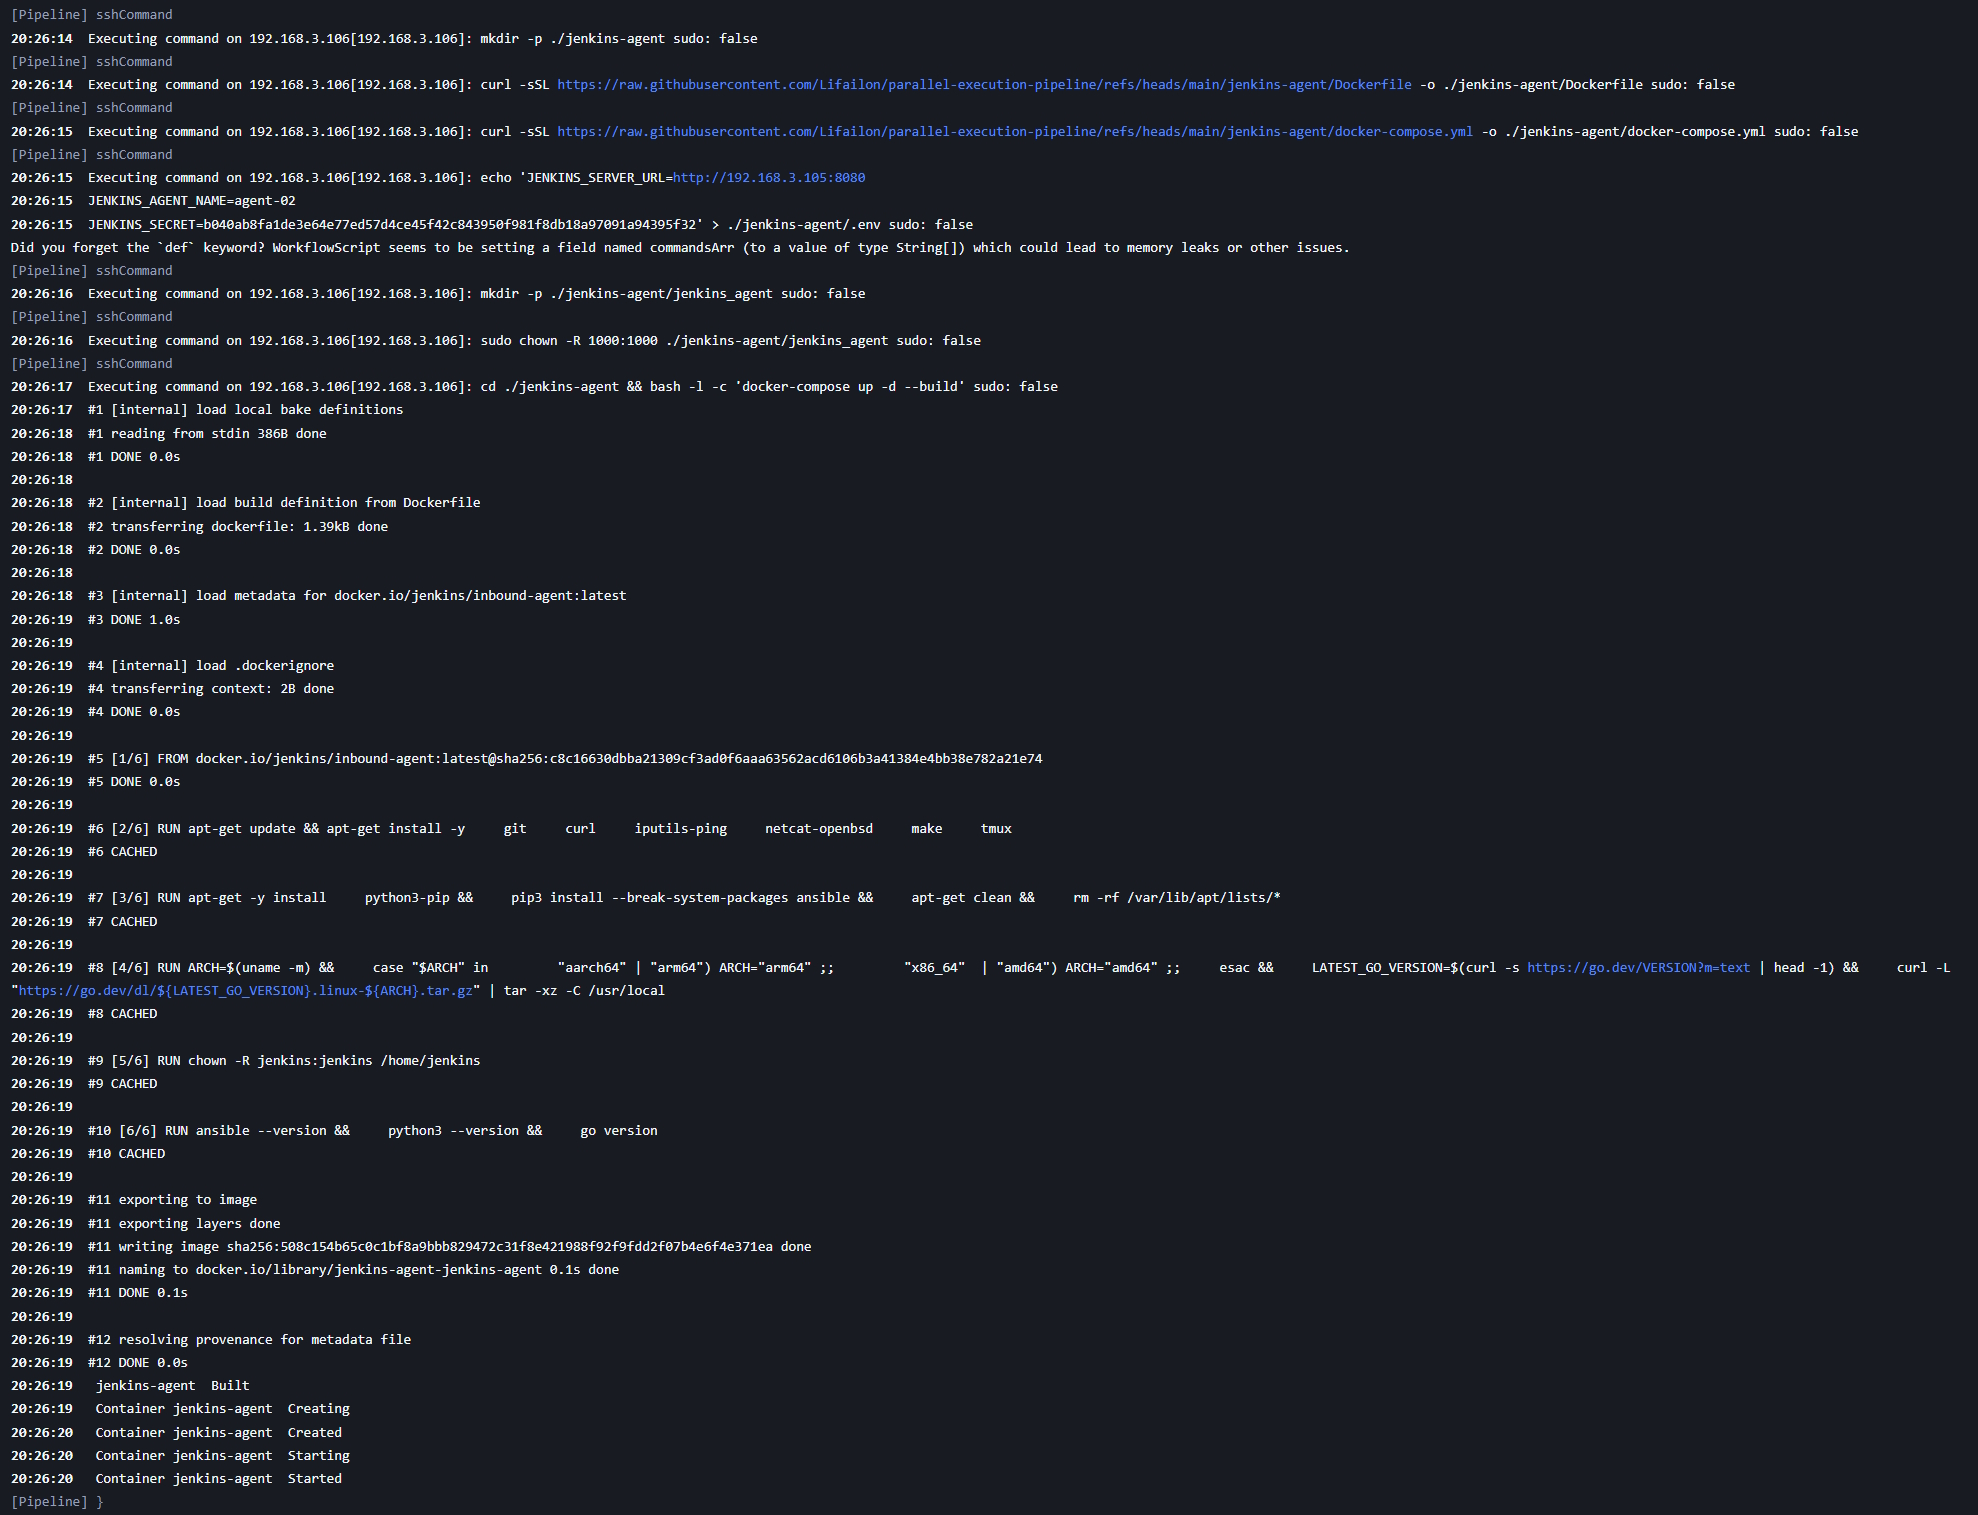 [Pipeline] sshCommand
20:26:14  Executing command on 192.168.3.106[192.168.3.106]: mkdir -p ./jenkins-agent sudo: false
[Pipeline] sshCommand
20:26:14  Executing command on 192.168.3.106[192.168.3.106]: curl -sSL https://raw.githubusercontent.com/Lifailon/parallel-execution-pipeline/refs/heads/main/jenkins-agent/Dockerfile -o ./jenkins-agent/Dockerfile sudo: false
[Pipeline] sshCommand
20:26:15  Executing command on 192.168.3.106[192.168.3.106]: curl -sSL https://raw.githubusercontent.com/Lifailon/parallel-execution-pipeline/refs/heads/main/jenkins-agent/docker-compose.yml -o ./jenkins-agent/docker-compose.yml sudo: false
[Pipeline] sshCommand
20:26:15  Executing command on 192.168.3.106[192.168.3.106]: echo 'JENKINS_SERVER_URL=http://192.168.3.105:8080
20:26:15  JENKINS_AGENT_NAME=agent-02
20:26:15  JENKINS_SECRET=b040ab8fa1de3e64e77ed57d4ce45f42c843950f981f8db18a97091a94395f32' > ./jenkins-agent/.env sudo: false
Did you forget the `def` keyword? WorkflowScript seems to be setting a field named commandsArr (to a value of type String[]) which could lead to memory leaks or other issues.
[Pipeline] sshCommand
20:26:16  Executing command on 192.168.3.106[192.168.3.106]: mkdir -p ./jenkins-agent/jenkins_agent sudo: false
[Pipeline] sshCommand
20:26:16  Executing command on 192.168.3.106[192.168.3.106]: sudo chown -R 1000:1000 ./jenkins-agent/jenkins_agent sudo: false
[Pipeline] sshCommand
20:26:17  Executing command on 192.168.3.106[192.168.3.106]: cd ./jenkins-agent && bash -l -c 'docker-compose up -d --build' sudo: false
20:26:17  #1 [internal] load local bake definitions
20:26:18  #1 reading from stdin 386B done
20:26:18  #1 DONE 0.0s
20:26:18
20:26:18  #2 [internal] load build definition from Dockerfile
20:26:18  #2 transferring dockerfile: 1.39kB done
20:26:18  #2 DONE 0.0s
20:26:18
20:26:18  #3 [internal] load metadata for docker.io/jenkins/inbound-agent:latest
20:26:19  #3 DONE 1.0s
20:26:19
20:26:19  #4 [internal] load .dockerignore
20:26:19  #4 transferring context: 2B done
20:26:19  #4 DONE 0.0s
20:26:19
20:26:19  #5 [1/6] FROM docker.io/jenkins/inbound-agent:latest@sha256:c8c16630dbba21309cf3ad0f6aaa63562acd6106b3a41384e4bb38e782a21e74
20:26:19  #5 DONE 0.0s
20:26:19
20:26:19  #6 [2/6] RUN apt-get update && apt-get install -y     git     curl     iputils-ping     netcat-openbsd     make     tmux
20:26:19  #6 CACHED
20:26:19
20:26:19  #7 [3/6] RUN apt-get -y install     python3-pip &&     pip3 install --break-system-packages ansible &&     apt-get clean &&     rm -rf /var/lib/apt/lists/*
20:26:19  #7 CACHED
20:26:19
20:26:19  #8 [4/6] RUN ARCH=$(uname -m) &&     case "$ARCH" in         "aarch64" | "arm64") ARCH="arm64" ;;         "x86_64"  | "amd64") ARCH="amd64" ;;     esac &&     LATEST_GO_VERSION=$(curl -s https://go.dev/VERSION?m=text | head -1) &&     curl -L
"https://go.dev/dl/${LATEST_GO_VERSION}.linux-${ARCH}.tar.gz" | tar -xz -C /usr/local
20:26:19  #8 CACHED
20:26:19
20:26:19  #9 [5/6] RUN chown -R jenkins:jenkins /home/jenkins
20:26:19  #9 CACHED
20:26:19
20:26:19  #10 [6/6] RUN ansible --version &&     python3 --version &&     go version
20:26:19  #10 CACHED
20:26:19
20:26:19  #11 exporting to image
20:26:19  #11 exporting layers done
20:26:19  #11 writing image sha256:508c154b65c0c1bf8a9bbb829472c31f8e421988f92f9fdd2f07b4e6f4e371ea done
20:26:19  #11 naming to docker.io/library/jenkins-agent-jenkins-agent 0.1s done
20:26:19  #11 DONE 0.1s
20:26:19
20:26:19  #12 resolving provenance for metadata file
20:26:19  #12 DONE 0.0s
20:26:19   jenkins-agent  Built
20:26:19   Container jenkins-agent  Creating
20:26:20   Container jenkins-agent  Created
20:26:20   Container jenkins-agent  Starting
20:26:20   Container jenkins-agent  Started
[Pipeline] }